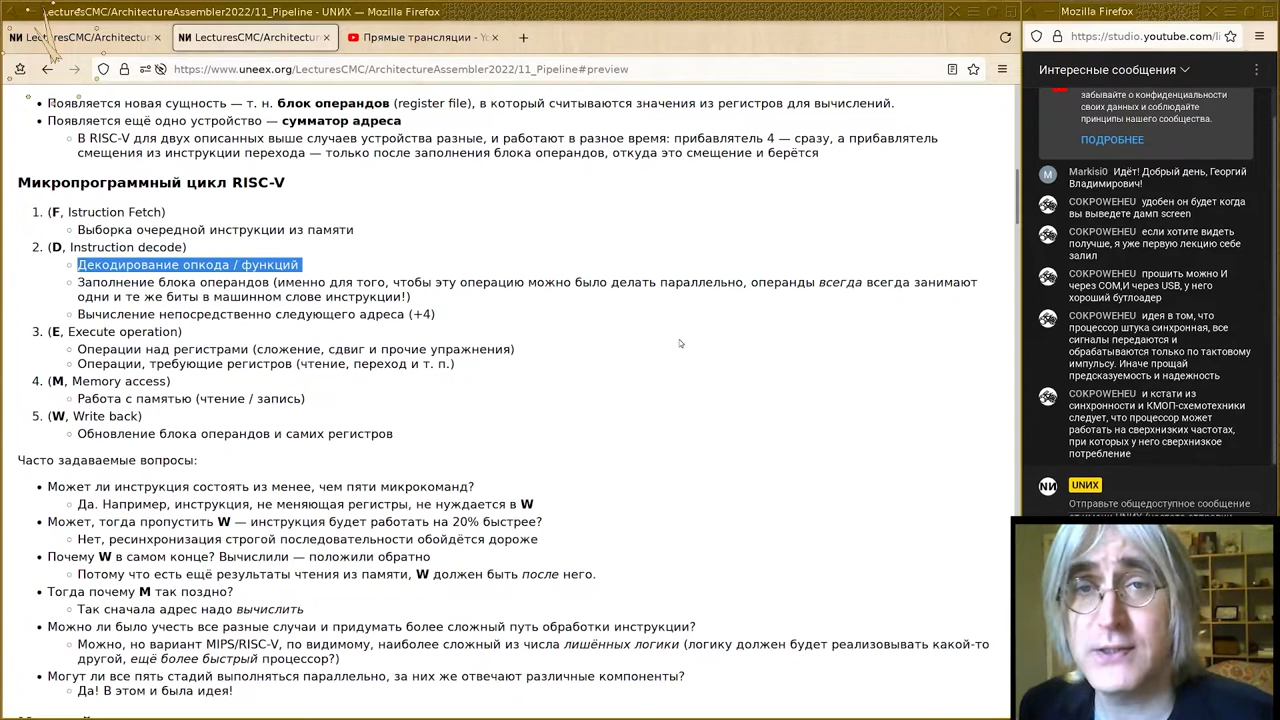 LecturesCMC/ArchitectureAssembler2022/11_Pipeline - UNИX — Mozilla Firefox
Mozilla Firefox
NИ LecturesCMC/Architectur ×
NИ LecturesCMC/Architectur ×
Прямые трансляции - Yo ×
https://www.uneex.org/LecturesCMC/ArchitectureAssembler2022/11_Pipeline#preview
https://studio.youtube.com/li
• Появляется новая сущность — т. н. блок операндов (register file), в который считываются значения из регистров для вычислений.
• Появляется ещё одно устройство — сумматор адреса
В RISC-V для двух описанных выше случаев устройства разные, и работают в разное время: прибавлятель 4 — сразу, а прибавлятель
смещения из инструкции перехода — только после заполнения блока операндов, откуда это смещение и берётся
Микропрограммный цикл RISC-V
1. (F, Istruction Fetch)
Выборка очередной инструкции из памяти
2. (D, Instruction decode)
Декодирование опкода / функций
Заполнение блока операндов (именно для того, чтобы эту операцию можно было делать параллельно, операнды всегда всегда занимают
одни и те же биты в машинном слове инструкции!)
Вычисление непосредственно следующего адреса (+4)
3. (E, Execute operation)
Операции над регистрами (сложение, сдвиг и прочие упражнения)
Операции, требующие регистров (чтение, переход и т. п.)
4. (M, Memory access)
Работа с памятью (чтение / запись)
5. (W, Write back)
Обновление блока операндов и самих регистров
Часто задаваемые вопросы:
• Может ли инструкция состоять из менее, чем пяти микрокоманд?
Да. Например, инструкция, не меняющая регистры, не нуждается в W
• Может, тогда пропустить W — инструкция будет работать на 20% быстрее?
Нет, ресинхронизация строгой последовательности обойдётся дороже
• Почему W в самом конце? Вычислили — положили обратно
Потому что есть ещё результаты чтения из памяти, W должен быть после него.
• Тогда почему M так поздно?
Так сначала адрес надо вычислить
• Можно ли было учесть все разные случаи и придумать более сложный путь обработки инструкции?
Можно, но вариант MIPS/RISC-V, по видимому, наиболее сложный из числа лишённых логики (логику должен будет реализовывать какой-то
другой, ещё более быстрый процессор?)
• Могут ли все пять стадий выполняться параллельно, за них же отвечают различные компоненты?
Да! В этом и была идея!
Интересные сообщения
забывайте о конфиденциальности
своих данных и соблюдайте
принципы нашего сообщества.
ПОДРОБНЕЕ
M
Markisi0 Идёт! Добрый день, Георгий
Владимирович!
COKPOWEHEU удобен он будет когда
вы выведете дамп screen
COKPOWEHEU если хотите видеть
получше, я уже первую лекцию себе
залил
COKPOWEHEU прошить можно И
через COM,И через USB, у него
хороший бутлоадер
COKPOWEHEU идея в том, что
процессор штука синхронная, все
сигналы передаются и
обрабатываются только по тактовому
импульсу. Иначе прощай
предсказуемость и надежность
COKPOWEHEU и кстати из
синхронности и КМОП-схемотехники
следует, что процессор может
работать на сверхнизких частотах,
при которых у него сверхнизкое
потребление
NИ UNИX
Отправьте общедоступное сообщение